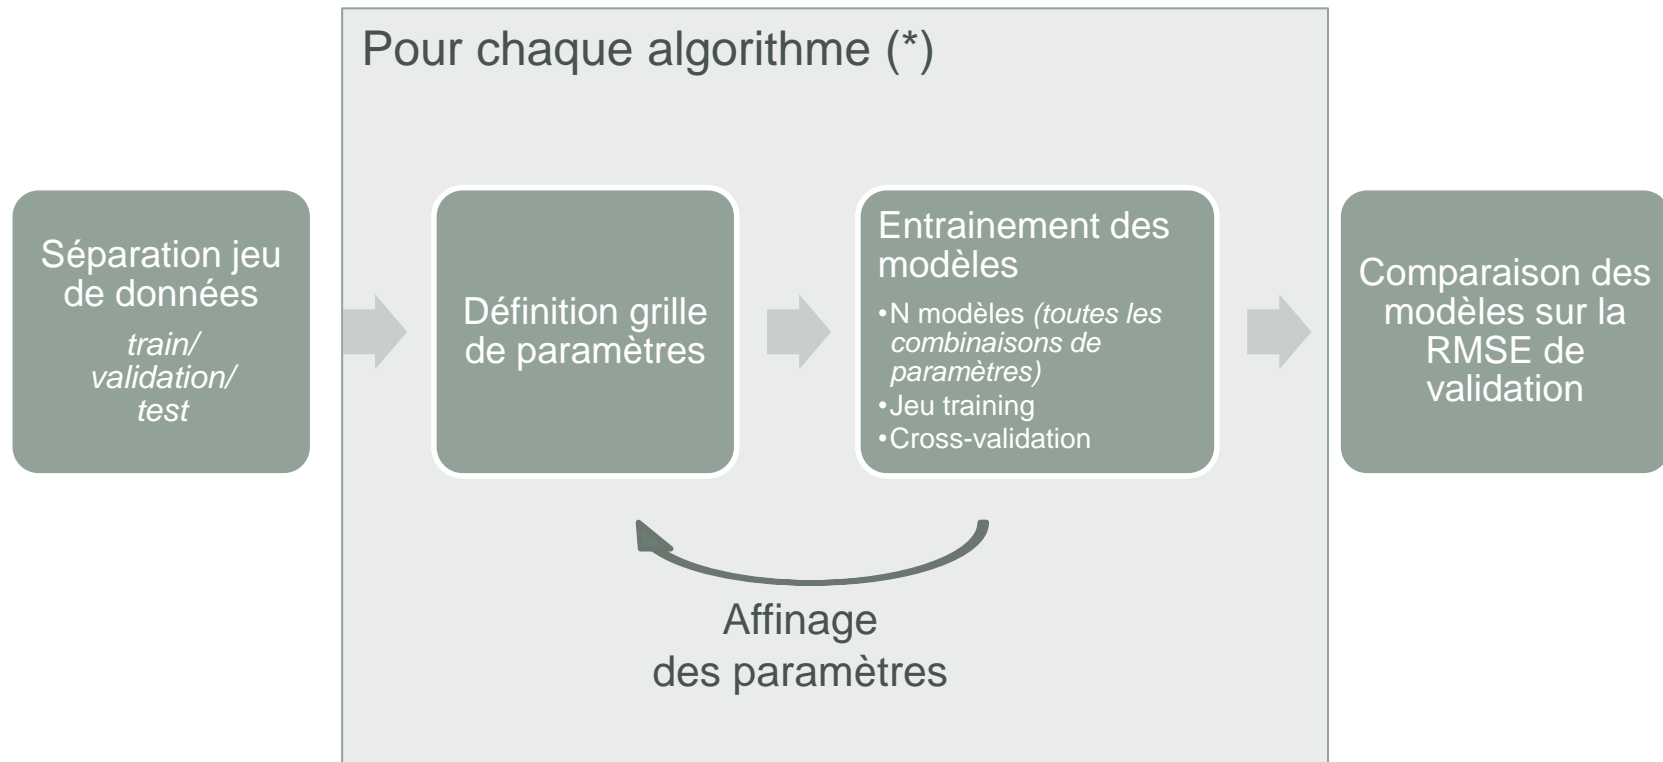 Pour chaque algorithme (*)
Séparation jeu
de données
train/
validation/
test
Définition grille
de paramètres
Entrainement des
modèles
•N modèles (toutes les
combinaisons de
paramètres)
•Jeu training
•Cross-validation
Comparaison des
modèles sur la
RMSE de
validation
Affinage
des paramètres